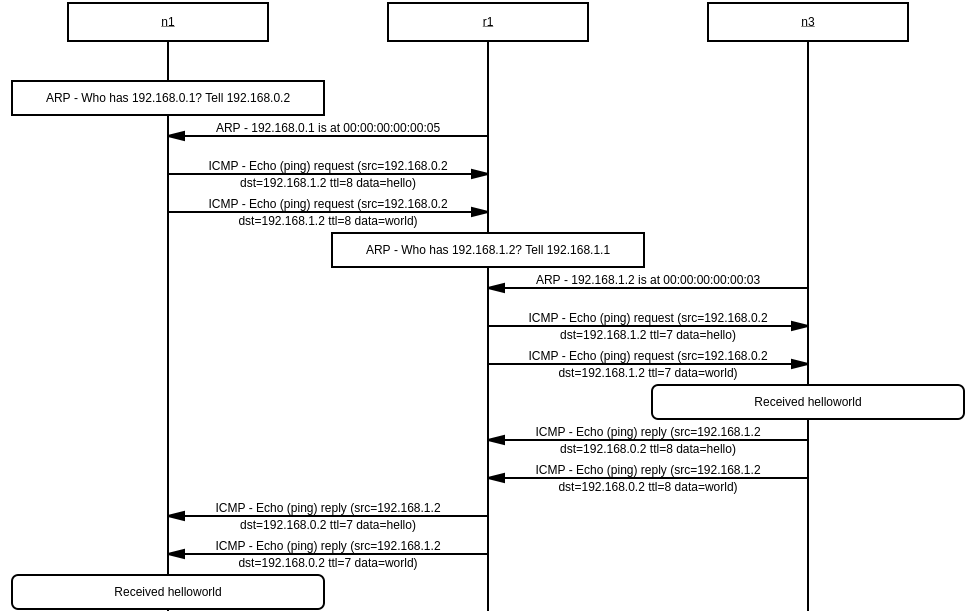 n1
r1
n3
ARP - Who has 192.168.0.1? Tell 192.168.0.2
ARP - 192.168.0.1 is at 00:00:00:00:00:05
ICMP - Echo (ping) request (src=192.168.0.2
dst=192.168.1.2 ttl=8 data=hello)
ICMP - Echo (ping) request (src=192.168.0.2
dst=192.168.1.2 ttl=8 data=world)
ARP - Who has 192.168.1.2? Tell 192.168.1.1
ARP - 192.168.1.2 is at 00:00:00:00:00:03
ICMP - Echo (ping) request (src=192.168.0.2
dst=192.168.1.2 ttl=7 data=hello)
ICMP - Echo (ping) request (src=192.168.0.2
dst=192.168.1.2 ttl=7 data=world)
Received helloworld
ICMP - Echo (ping) reply (src=192.168.1.2
dst=192.168.0.2 ttl=8 data=hello)
ICMP - Echo (ping) reply (src=192.168.1.2
dst=192.168.0.2 ttl=8 data=world)
ICMP - Echo (ping) reply (src=192.168.1.2
dst=192.168.0.2 ttl=7 data=hello)
ICMP - Echo (ping) reply (src=192.168.1.2
dst=192.168.0.2 ttl=7 data=world)
Received helloworld